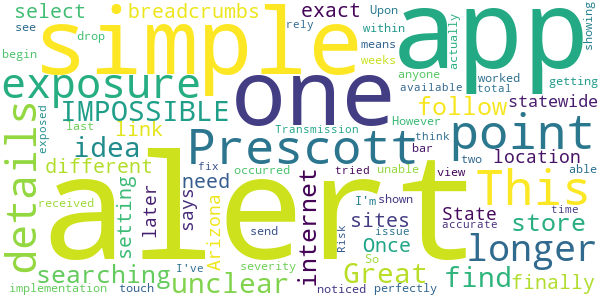 select breadcrumbs exact Upon within rely see showing
begin drop simple app means anyone weeks actually getting
exposure one available worked total
IMPOSSIBLE follow statewide However
exposed last link Transmission Prescott point
details idea bar think two able
different location occurred tried unable view
setting later says Arizona need fix internet sites I'm shown State This time
received alert send Risk issue Once accurate store
searching I've longer
severity Great So find finally
implementation touch unclear noticed perfectly